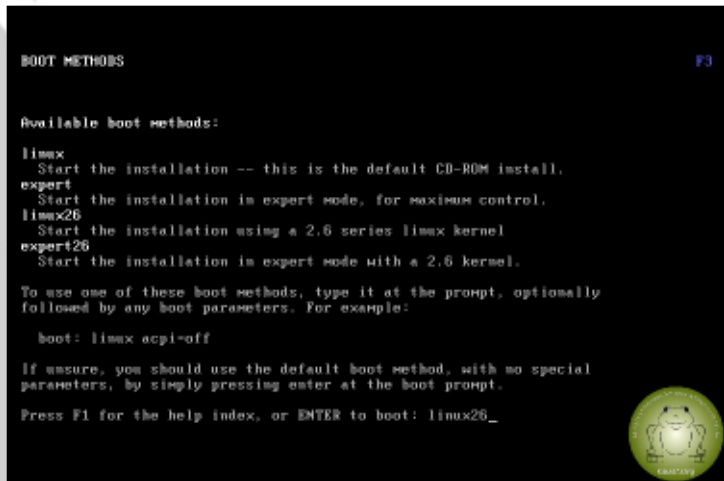 BOOT METHODS F3
Available boot methods:
linux
Start the installation -- this is the default CD-ROM install.
expert
Start the installation in expert mode, for maximum control.
linux26
Start the installation using a 2.6 series linux kernel
expert26
Start the installation in expert mode with a 2.6 kernel.
To use one of these boot methods, type it at the prompt, optionally
followed by any boot parameters. For example:
boot: linux acpi=off
If unsure, you should use the default boot method, with no special
parameters, by simply pressing enter at the boot prompt.
Press F1 for the help index, or ENTER to boot: linux26_